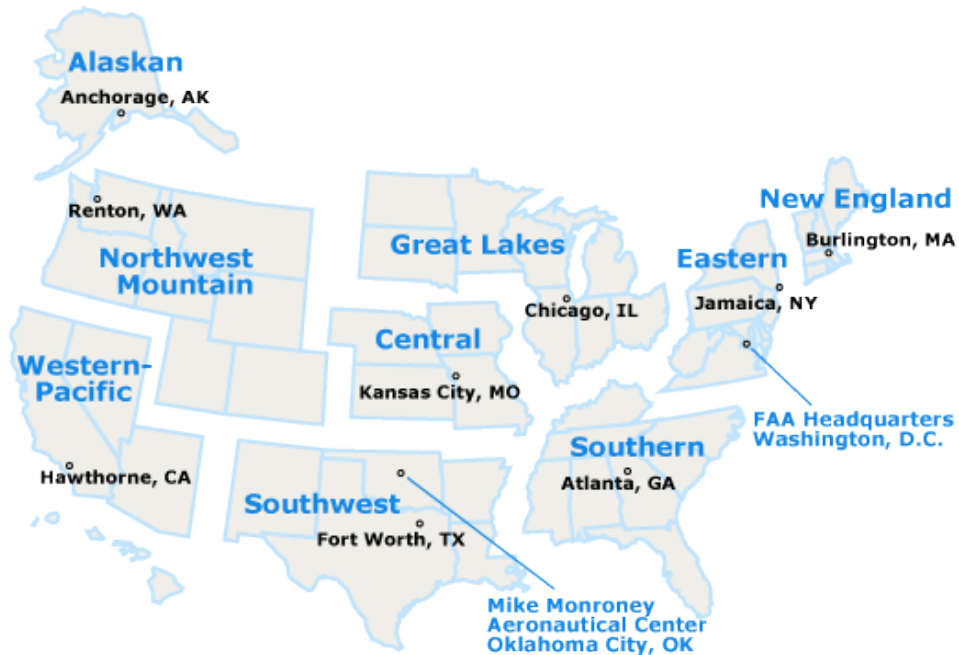 Alaskan
Anchorage, AK
Renton, WA
Northwest
Mountain
Great Lakes
Chicago, IL
New England
Burlington, MA
Eastern
Jamaica, NY
Western-
Pacific
Hawthorne, CA
Central
Kansas City, MO
FAA Headquarters
Washington, D.C.
Southern
Atlanta, GA
Southwest
Fort Worth, TX
Mike Monroney
Aeronautical Center
Oklahoma City, OK